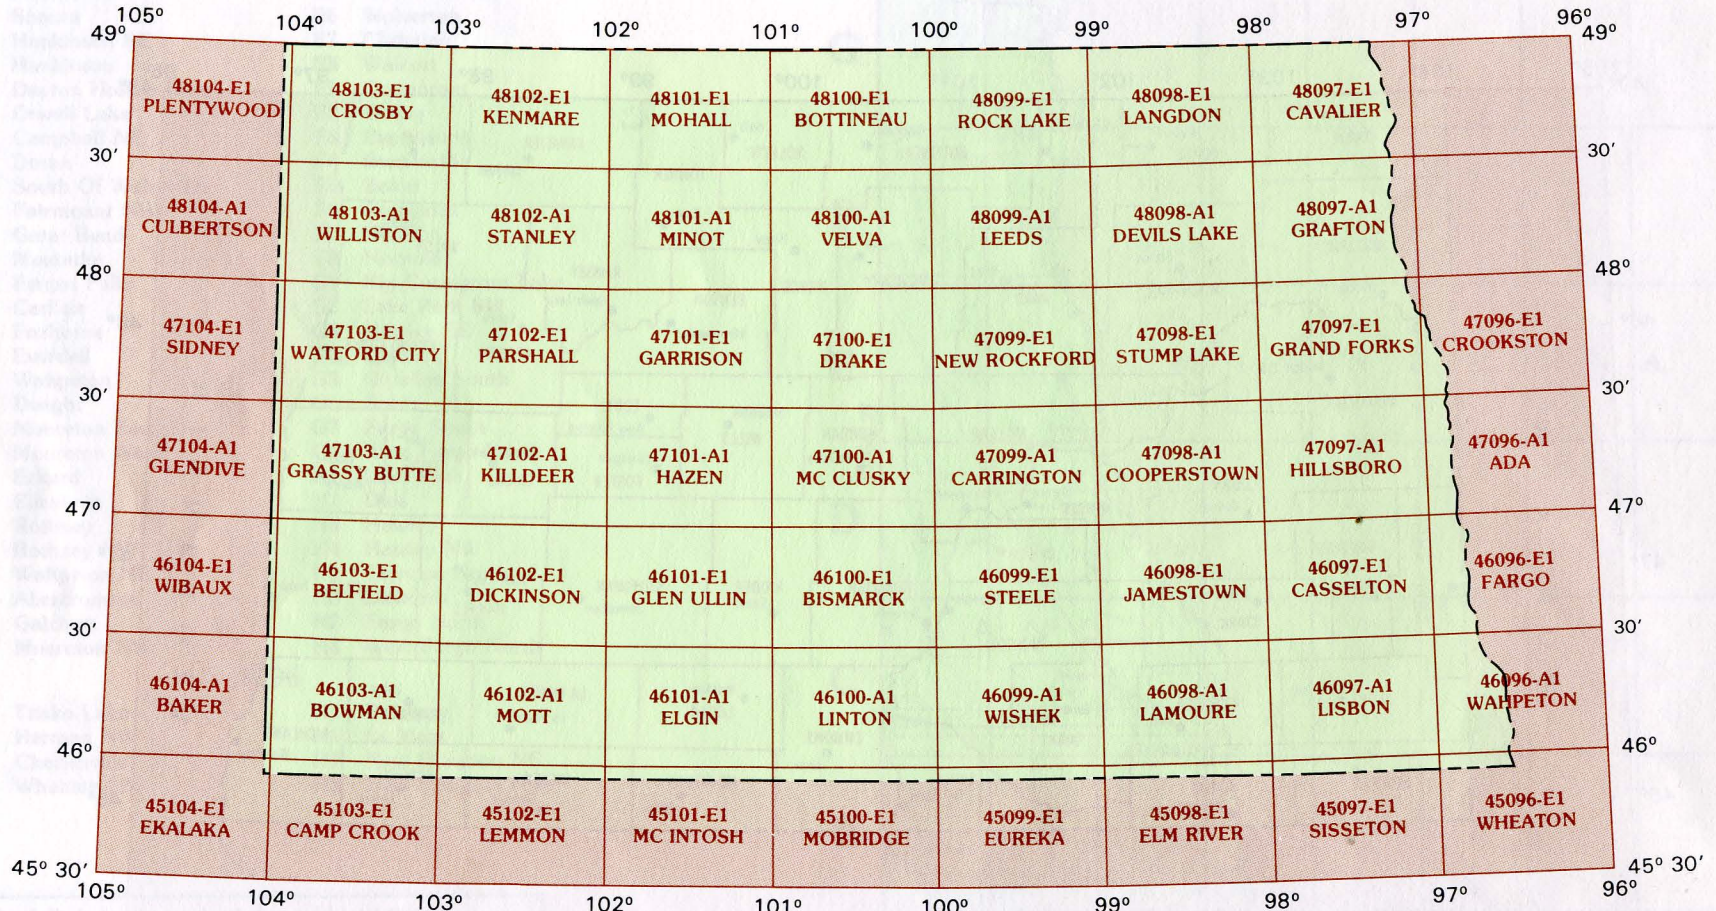 105° 104° 103° 102° 101° 100° 99° 98° 97° 96°
49° 49°
48104-E1 48103-E1 48102-E1 48101-E1 48100-E1 48099-E1 48098-E1 48097-E1
PLENTYWOOD CROSBY KENMARE MOHALL BOTTINEAU ROCK LAKE LANGDON CAVALIER
30′ 30′
48104-A1 48103-A1 48102-A1 48101-A1 48100-A1 48099-A1 48098-A1 48097-A1
CULBERTSON WILLISTON STANLEY MINOT VELVA LEEDS DEVILS LAKE GRAFTON
48° 48°
47104-E1 47103-E1 47102-E1 47101-E1 47100-E1 47099-E1 47098-E1 47097-E1 47096-E1
SIDNEY WATFORD CITY PARSHALL GARRISON DRAKE NEW ROCKFORD STUMP LAKE GRAND FORKS CROOKSTON
30′ 30′
47104-A1 47103-A1 47102-A1 47101-A1 47100-A1 47099-A1 47098-A1 47097-A1 47096-A1
GLENDIVE GRASSY BUTTE KILLDEER HAZEN MC CLUSKY CARRINGTON COOPERSTOWN HILLSBORO ADA
47° 47°
46104-E1 46103-E1 46102-E1 46101-E1 46100-E1 46099-E1 46098-E1 46097-E1 46096-E1
WIBAUX BELFIELD DICKINSON GLEN ULLIN BISMARCK STEELE JAMESTOWN CASSELTON FARGO
30′ 30′
46104-A1 46103-A1 46102-A1 46101-A1 46100-A1 46099-A1 46098-A1 46097-A1 46096-A1
BAKER BOWMAN MOTT ELGIN LINTON WISHEK LAMOURE LISBON WAHPETON
46° 46°
45104-E1 45103-E1 45102-E1 45101-E1 45100-E1 45099-E1 45098-E1 45097-E1 45096-E1
EKALAKA CAMP CROOK LEMMON MC INTOSH MOBRIDGE EUREKA ELM RIVER SISSETON WHEATON
45° 30′ 45° 30′
105° 104° 103° 102° 101° 100° 99° 98° 97° 96°